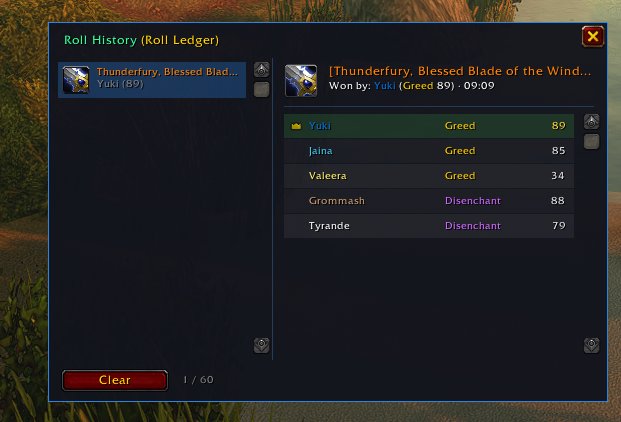 Roll History (Roll Ledger)
Thunderfury, Blessed Blad...
Yuki (89)
[Thunderfury, Blessed Blade of the Wind...
Won by: Yuki (Greed 89) · 09:09
Yuki Greed 89
Jaina Greed 85
Valeera Greed 34
Grommash Disenchant 88
Tyrande Disenchant 79
Clear 1 / 60